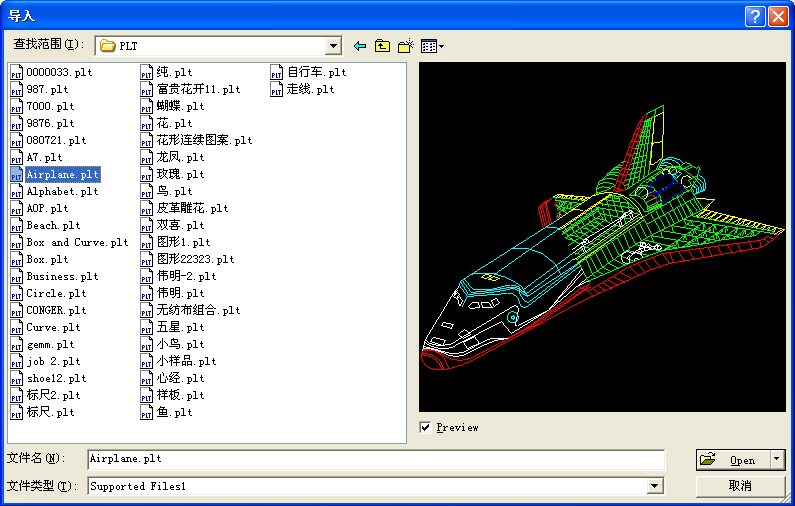 导入
查找范围(I): PLT
0000033.plt
987.plt
7000.plt
9876.plt
080721.plt
A7.plt
Airplane.plt
Alphabet.plt
AOP.plt
Beach.plt
Box and Curve.plt
Box.plt
Business.plt
Circle.plt
CONGER.plt
Curve.plt
gemm.plt
job 2.plt
shoe12.plt
标尺2.plt
标尺.plt
纯.plt
富贵花开11.plt
蝴蝶.plt
花.plt
花形连续图案.plt
龙凤.plt
玫瑰.plt
鸟.plt
皮革雕花.plt
双喜.plt
图形1.plt
图形22323.plt
伟明-2.plt
伟明.plt
无纺布组合.plt
五星.plt
小鸟.plt
小样品.plt
心经.plt
样板.plt
鱼.plt
自行车.plt
走线.plt
Preview
文件名(N): Airplane.plt
Open
文件类型(T): Supported Files1
取消